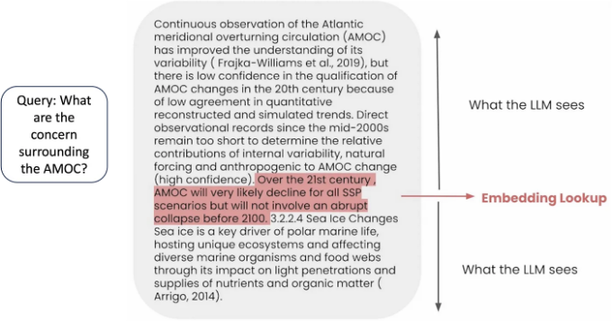 Query: What
are the
concern
surrounding
the AMOC?
Continuous observation of the Atlantic
meridional overturning circulation (AMOC)
has improved the understanding of its
variability ( Frajka-Williams et al., 2019), but
there is low confidence in the qualification of
AMOC changes in the 20th century because
of low agreement in quantitative
reconstructed and simulated trends. Direct
observational records since the mid-2000s
remain too short to determine the relative
contributions of internal variability, natural
forcing and anthropogenic to AMOC change
(high confidence). Over the 21st century ,
AMOC will very likely decline for all SSP
scenarios but will not involve an abrupt
collapse before 2100. 3.2.2.4 Sea Ice Changes
Sea ice is a key driver of polar marine life,
hosting unique ecosystems and affecting
diverse marine organisms and food webs
through its impact on light penetrations and
supplies of nutrients and organic matter (
Arrigo, 2014).
What the LLM sees
Embedding Lookup
What the LLM sees